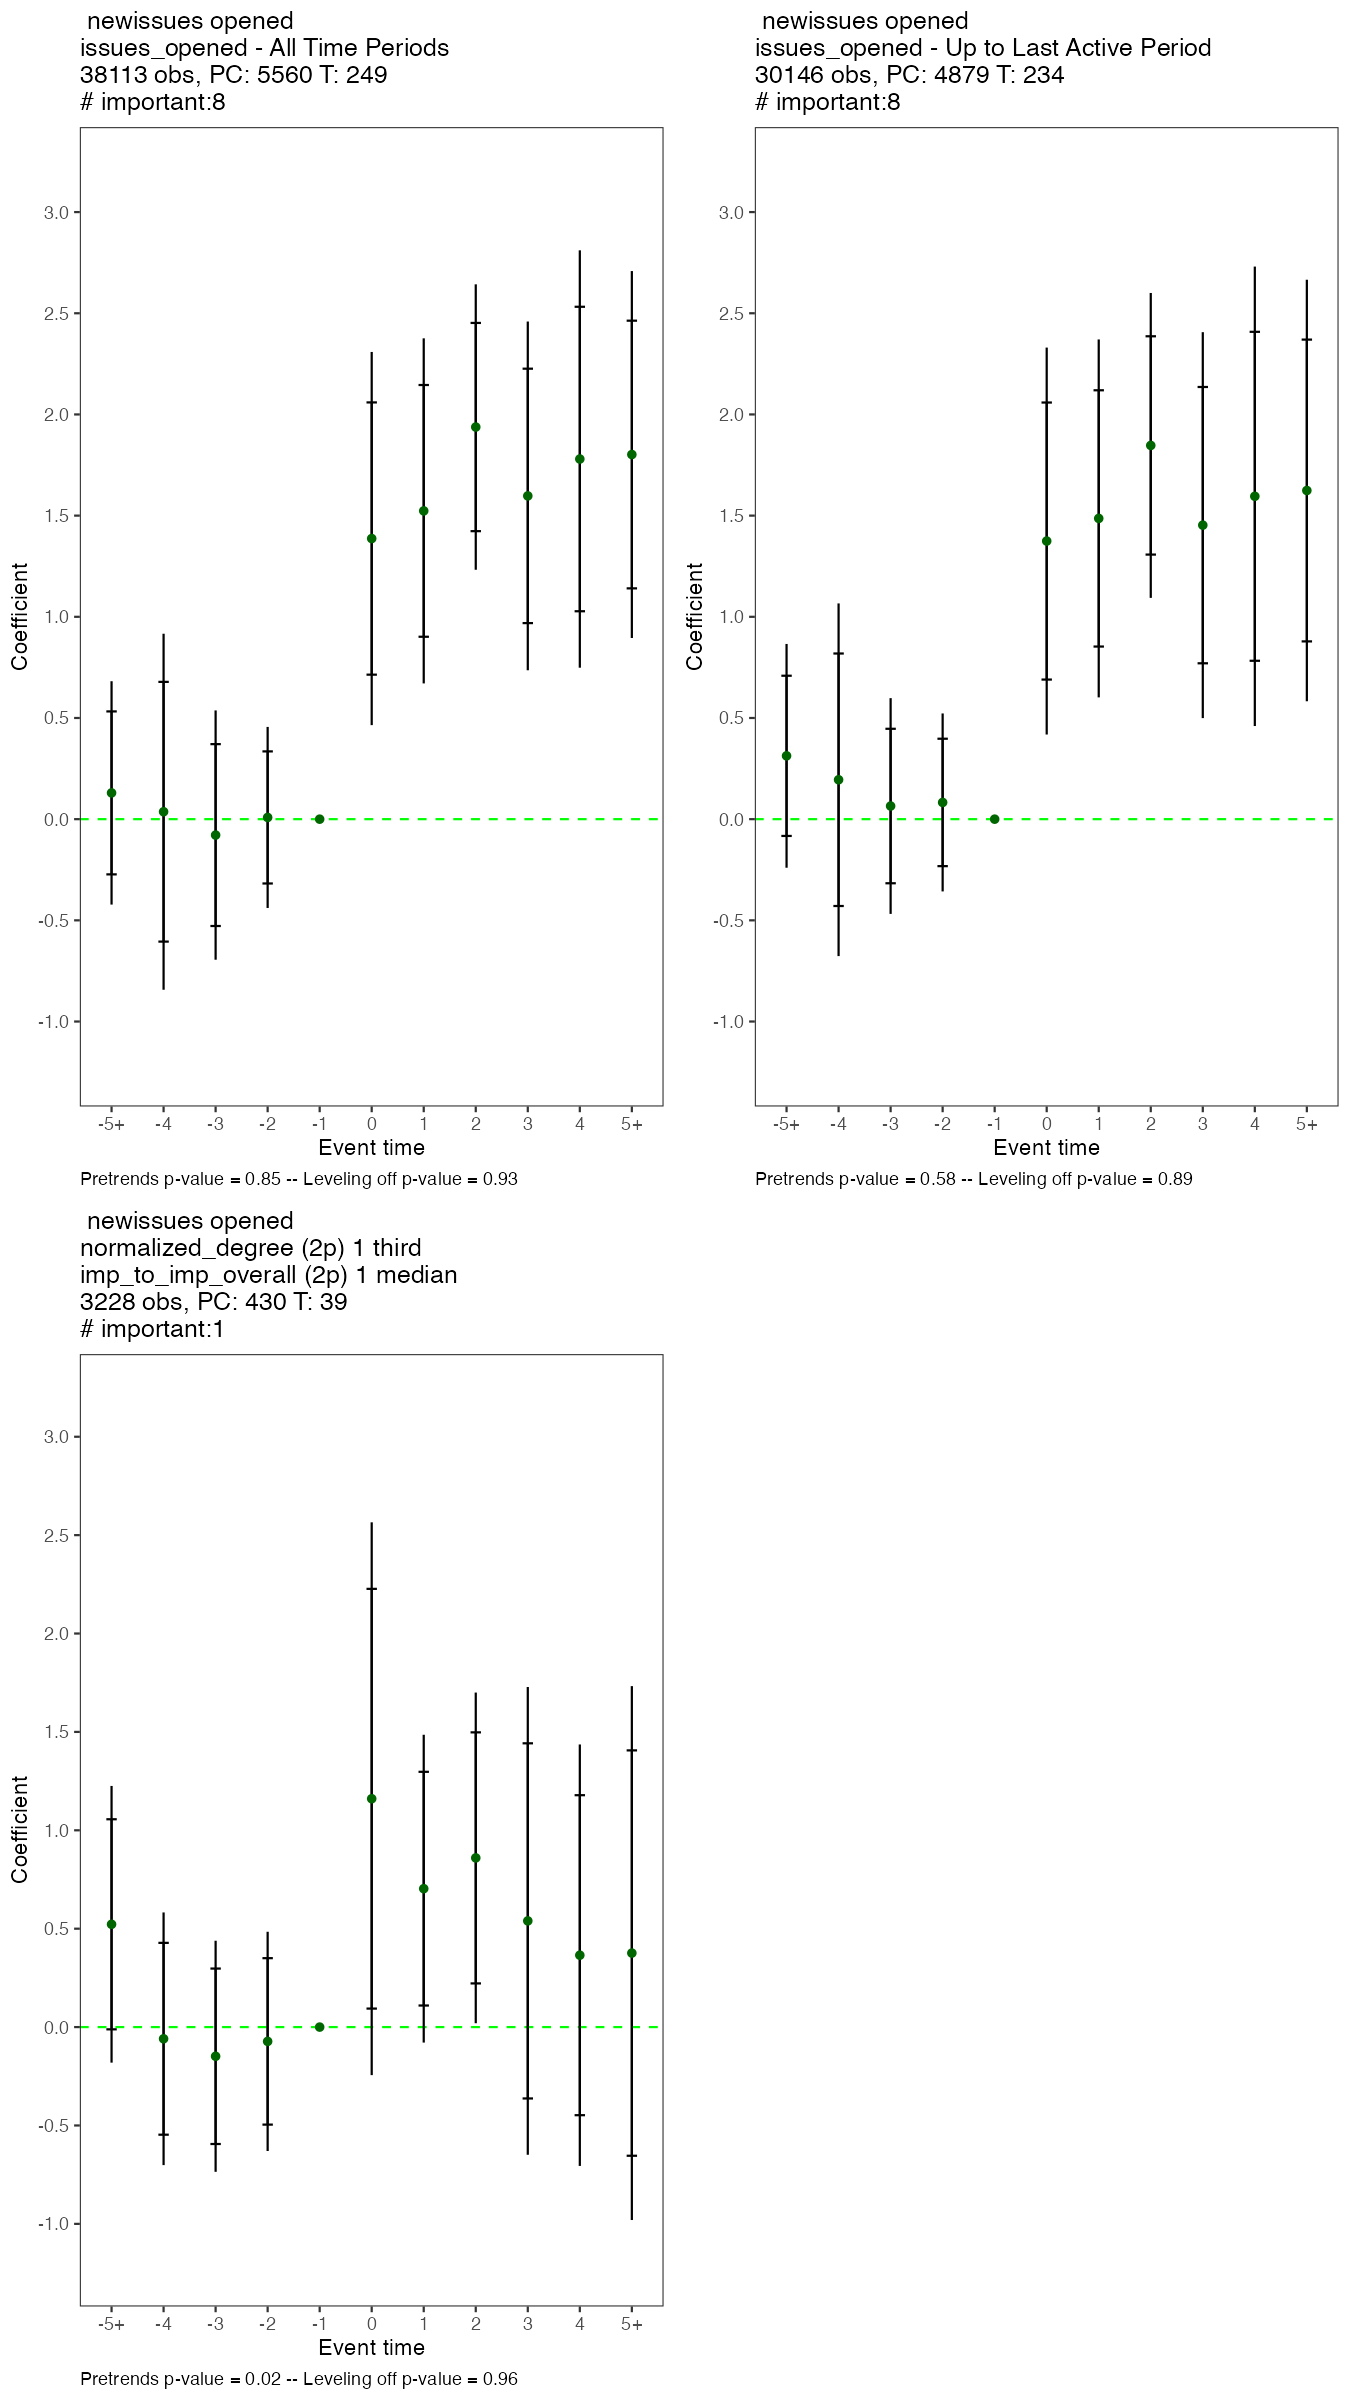 newissues opened
issues_opened - All Time Periods
38113 obs, PC: 5560 T: 249
# important:8
3.0
2.5
2.0
1.5
1.0
0.5
0.0
-0.5
-1.0
Coefficient
-5+ -4 -3 -2 -1 0 1 2 3 4 5+
Event time
Pretrends p-value = 0.85 -- Leveling off p-value = 0.93
newissues opened
issues_opened - Up to Last Active Period
30146 obs, PC: 4879 T: 234
# important:8
3.0
2.5
2.0
1.5
1.0
0.5
0.0
-0.5
-1.0
Coefficient
-5+ -4 -3 -2 -1 0 1 2 3 4 5+
Event time
Pretrends p-value = 0.58 -- Leveling off p-value = 0.89
newissues opened
normalized_degree (2p) 1 third
imp_to_imp_overall (2p) 1 median
3228 obs, PC: 430 T: 39
# important:1
3.0
2.5
2.0
1.5
1.0
0.5
0.0
-0.5
-1.0
Coefficient
-5+ -4 -3 -2 -1 0 1 2 3 4 5+
Event time
Pretrends p-value = 0.02 -- Leveling off p-value = 0.96